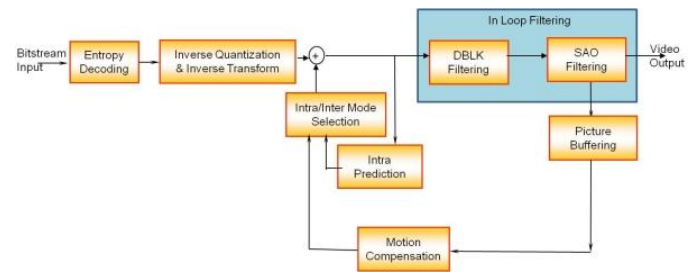 In Loop Filtering
Bitstream
Input
Entropy
Decoding
Inverse Quantization
& Inverse Transform
+
DBLK
Filtering
SAO
Filtering
Video
Output
Intra/Inter Mode
Selection
Picture
Buffering
Intra
Prediction
Motion
Compensation